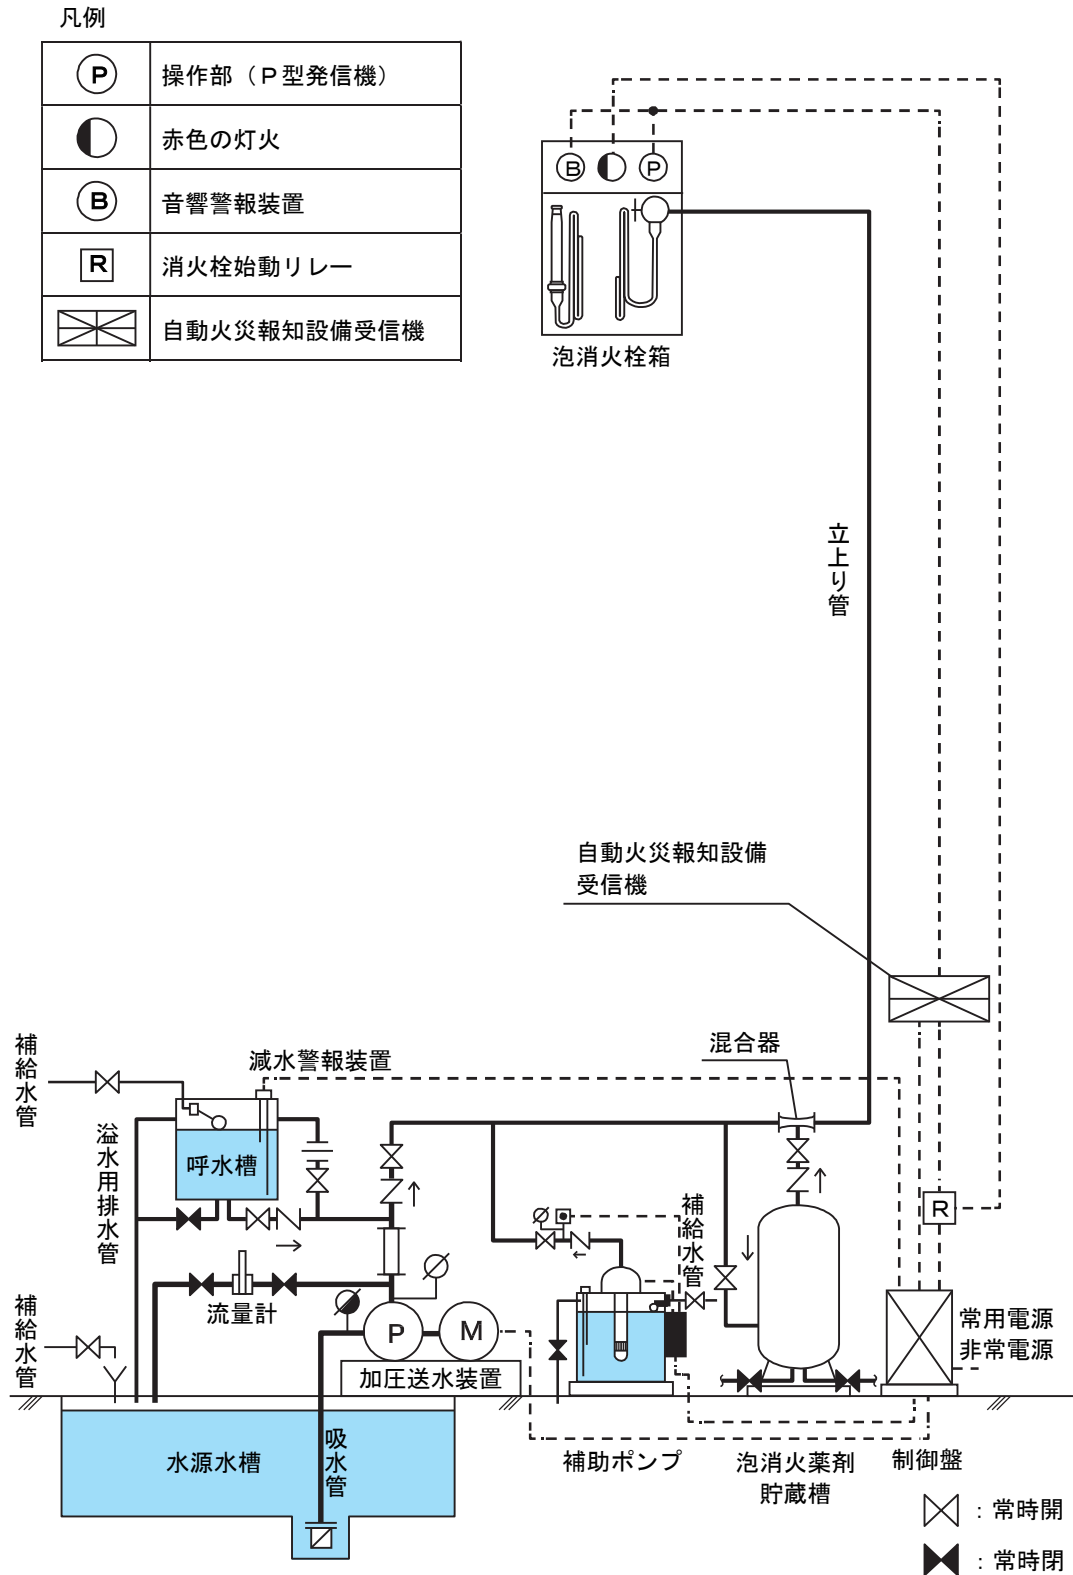 凡例
P 操作部（P型発信機）
赤色の灯火
B 音響警報装置
R 消火栓始動リレー
自動火災報知設備受信機
B P
泡消火栓箱
立上り管
自動火災報知設備
受信機
混合器
補給水管
減水警報装置
溢水用排水管
呼水槽
補給水管
R
流量計
補給水管
P M
加圧送水装置
常用電源
非常電源
水源水槽
吸水管
補助ポンプ
泡消火薬剤
貯蔵槽
制御盤
：常時開
：常時閉